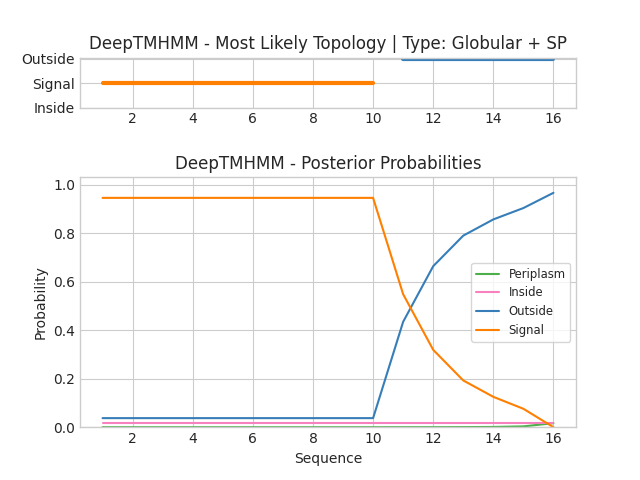 DeepTMHMM - Most Likely Topology | Type: Globular + SP
Outside
Signal
Inside
2 4 6 8 10 12 14 16
DeepTMHMM - Posterior Probabilities
1.0
0.8
0.6
0.4
0.2
0.0
Probability
Periplasm
Inside
Outside
Signal
2 4 6 8 10 12 14 16
Sequence